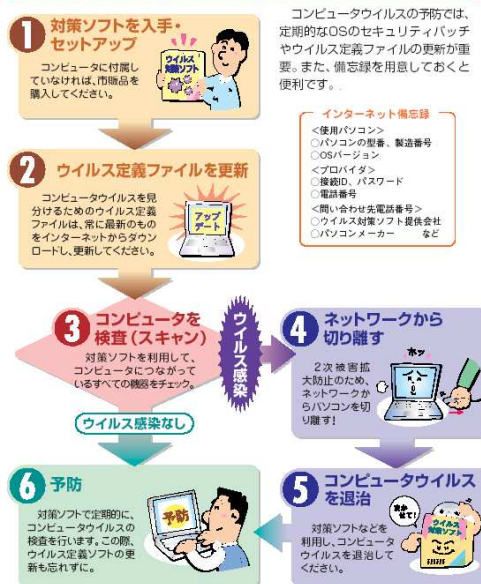 1 対策ソフトを入手・
セットアップ
コンピュータに付属し
ていなければ、市販品を
購入してください。
ウイルス
対策ソフト
コンピュータウイルスの予防では、
定期的なOSのセキュリティパッチ
やウイルス定義ファイルの更新が重
要。また、備忘録を用意しておくと
便利です。
インターネット備忘録
<使用パソコン>
○パソコンの型番、製造番号
○OSバージョン
<プロバイダ>
○接続ID、パスワード
○電話番号
<問い合わせ先電話番号>
○ウイルス対策ソフト提供会社
○パソコンメーカー など
2 ウイルス定義ファイルを更新
コンピュータウイルスを見
分けるためのウイルス定義
ファイルは、常に最新のもの
をインターネットからダウン
ロードし、更新してください。
アップ
デート
3 コンピュータを
検査(スキャン)
対策ソフトを利用して、
コンピュータにつながって
いるすべての機器をチェック。
ウイルス感染
ウイルス感染なし
4 ネットワークから
切り離す
2次被害拡
大防止のため、
ネットワークか
らパソコンを切
り離す!
ホッ
5 コンピュータウイルス
を退治
対策ソフトなどを
利用し、コンピュータ
ウイルスを退治して
ください。
まかせて!
ウイルス
対策ソフト
6 予防
対策ソフトで定期的に、
コンピュータウイルスの
検査を行います。この際、
ウイルス定義ソフトの更
新も忘れずに。
予防